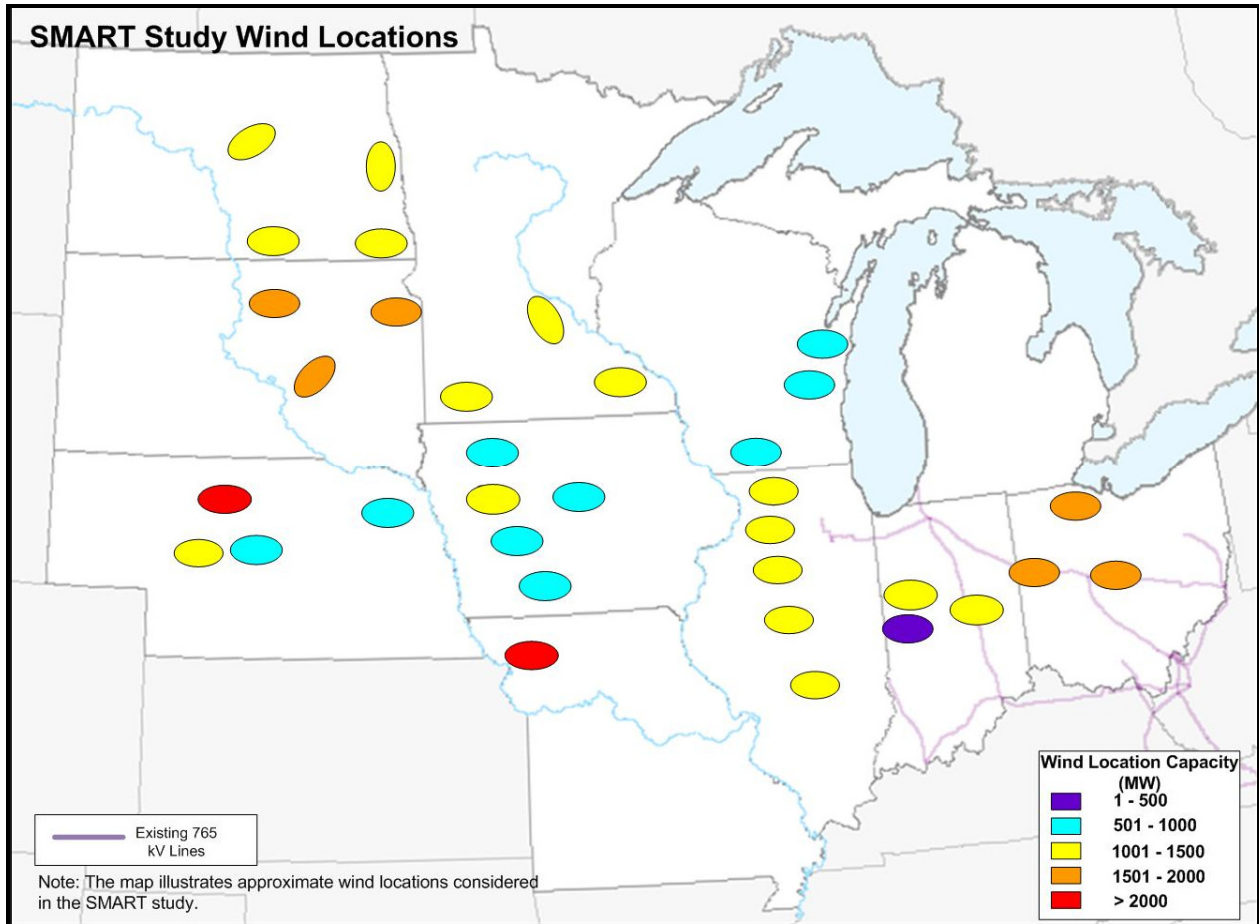 SMART Study Wind Locations
Wind Location Capacity
(MW)
1 - 500
501 - 1000
1001 - 1500
1501 - 2000
> 2000
Existing 765
kV Lines
Note: The map illustrates approximate wind locations considered
in the SMART study.